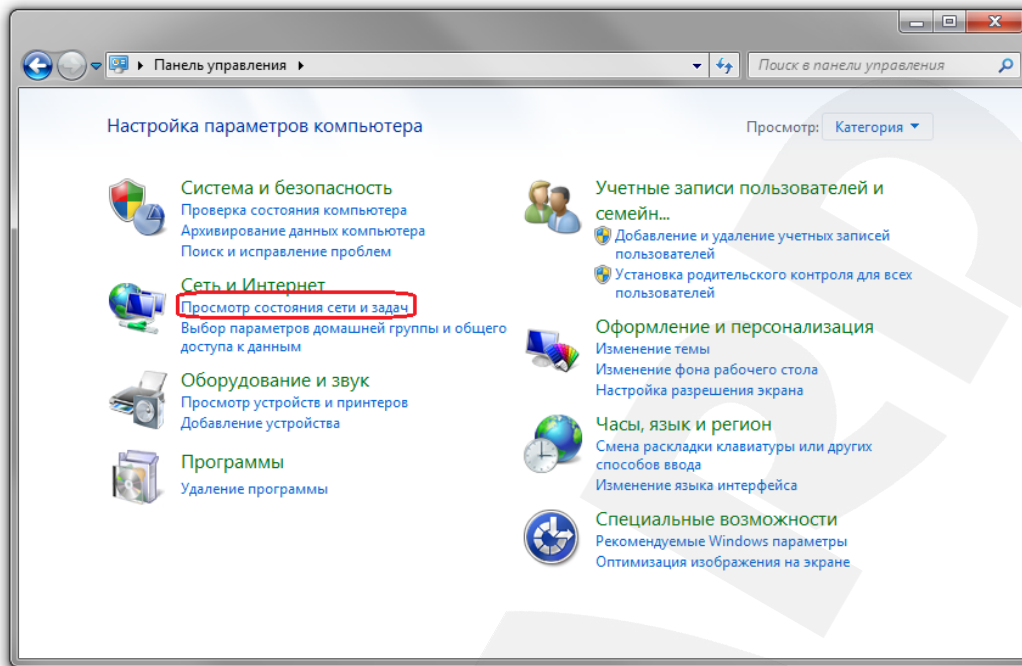 Панель управления
Поиск в панели управления
Настройка параметров компьютера
Просмотр: Категория
Система и безопасность
Проверка состояния компьютера
Архивирование данных компьютера
Поиск и исправление проблем
Сеть и Интернет
Просмотр состояния сети и задач
Выбор параметров домашней группы и общего
доступа к данным
Оборудование и звук
Просмотр устройств и принтеров
Добавление устройства
Программы
Удаление программы
Учетные записи пользователей и
семейн...
Добавление и удаление учетных записей
пользователей
Установка родительского контроля для всех
пользователей
Оформление и персонализация
Изменение темы
Изменение фона рабочего стола
Настройка разрешения экрана
Часы, язык и регион
Смена раскладки клавиатуры или других
способов ввода
Изменение языка интерфейса
Специальные возможности
Рекомендуемые Windows параметры
Оптимизация изображения на экране